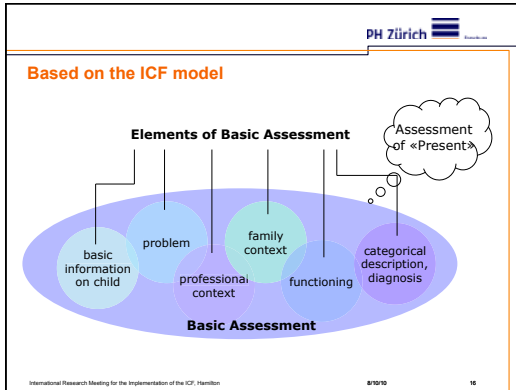 PH Zürich
Based on the ICF model
Elements of Basic Assessment
Assessment
of «Present»
basic
information
on child
problem
professional
context
family
context
functioning
categorical
description,
diagnosis
Basic Assessment
International Research Meeting for the Implementation of the ICF, Hamilton
8/10/10
16